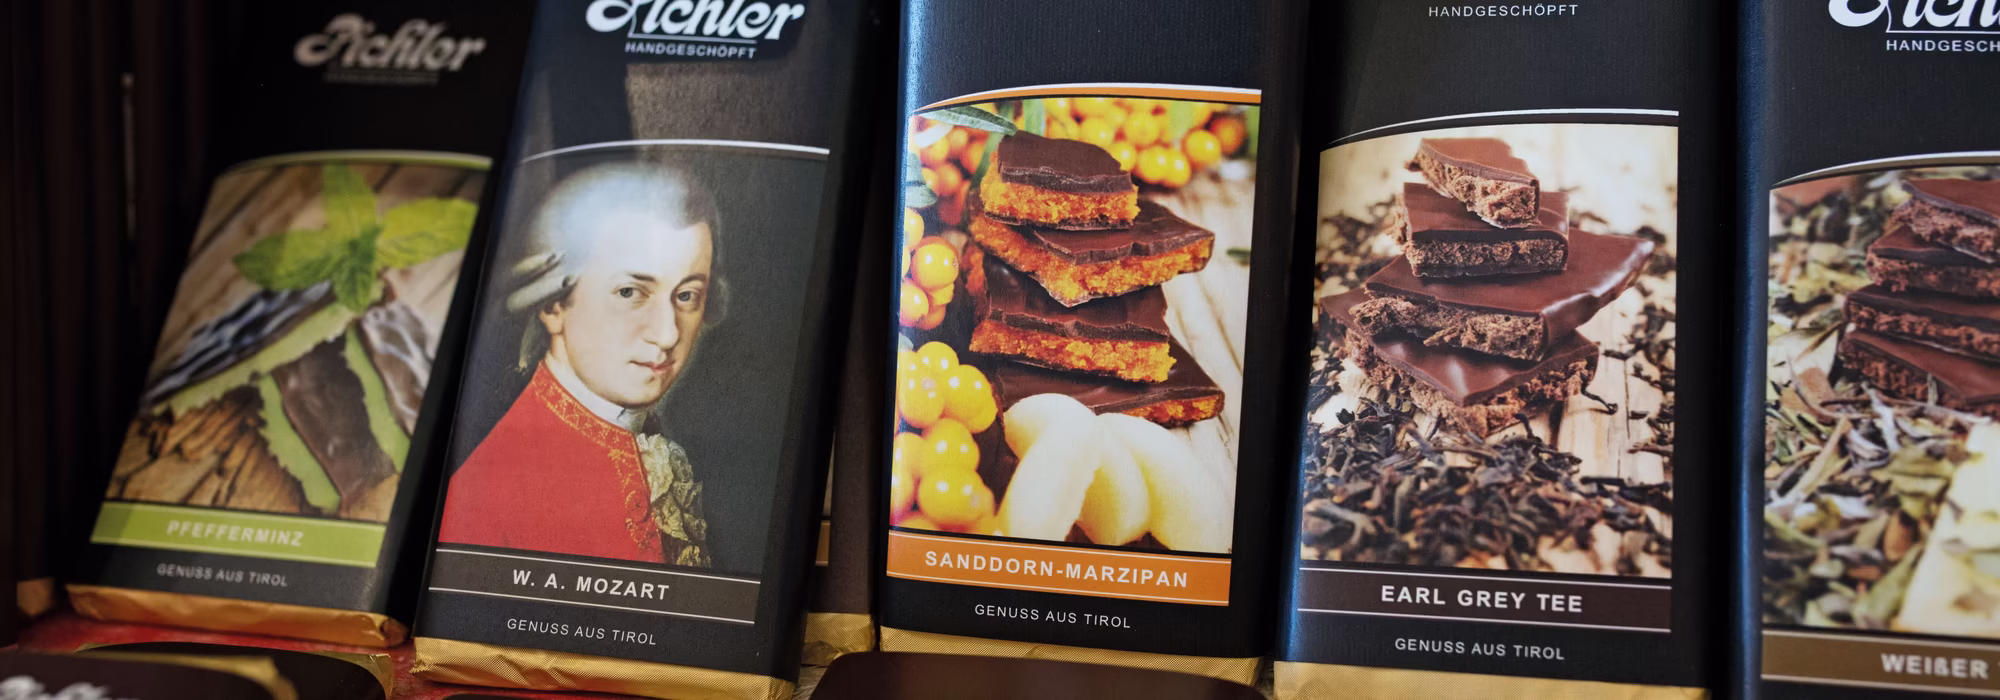 Pichler
HANDGESCHÖPFT
PFEFFERMINZ
GENUSS AUS TIROL
Pichler
HANDGESCHÖPFT
W. A. MOZART
GENUSS AUS TIROL
SANDDORN-MARZIPAN
GENUSS AUS TIROL
HANDGESCHÖPFT
EARL GREY TEE
GENUSS AUS TIROL
HANDGESCH
WEIßER